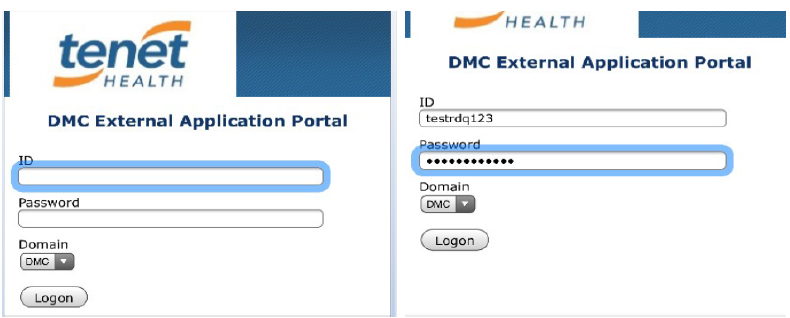 tenet
HEALTH
DMC External Application Portal
ID
Password
Domain
DMC
Logon
HEALTH
DMC External Application Portal
ID
testrdq123
Password
••••••••••••
Domain
DMC
Logon